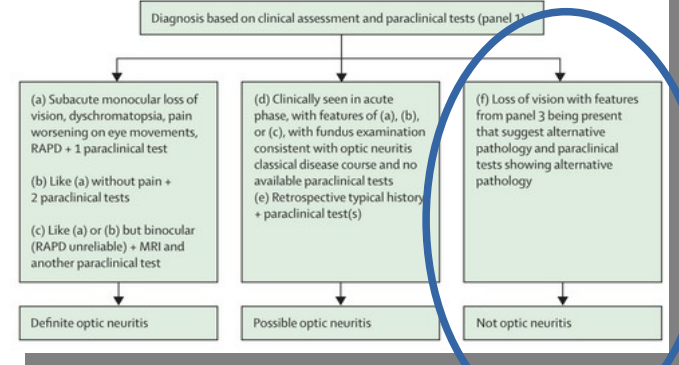 Diagnosis based on clinical assessment and paraclinical tests (panel 1)
(a) Subacute monocular loss of
vision, dyschromatopsia, pain
worsening on eye movements,
RAPD + 1 paraclinical test
(b) Like (a) without pain +
2 paraclinical tests
(c) Like (a) or (b) but binocular
(RAPD unreliable) + MRI and
another paraclinical test
(d) Clinically seen in acute
phase, with features of (a), (b),
or (c), with fundus examination
consistent with optic neuritis
classical disease course and no
available paraclinical tests
(e) Retrospective typical history
+ paraclinical test(s)
(f) Loss of vision with features
from panel 3 being present
that suggest alternative
pathology and paraclinical
tests showing alternative
pathology
Definite optic neuritis
Possible optic neuritis
Not optic neuritis